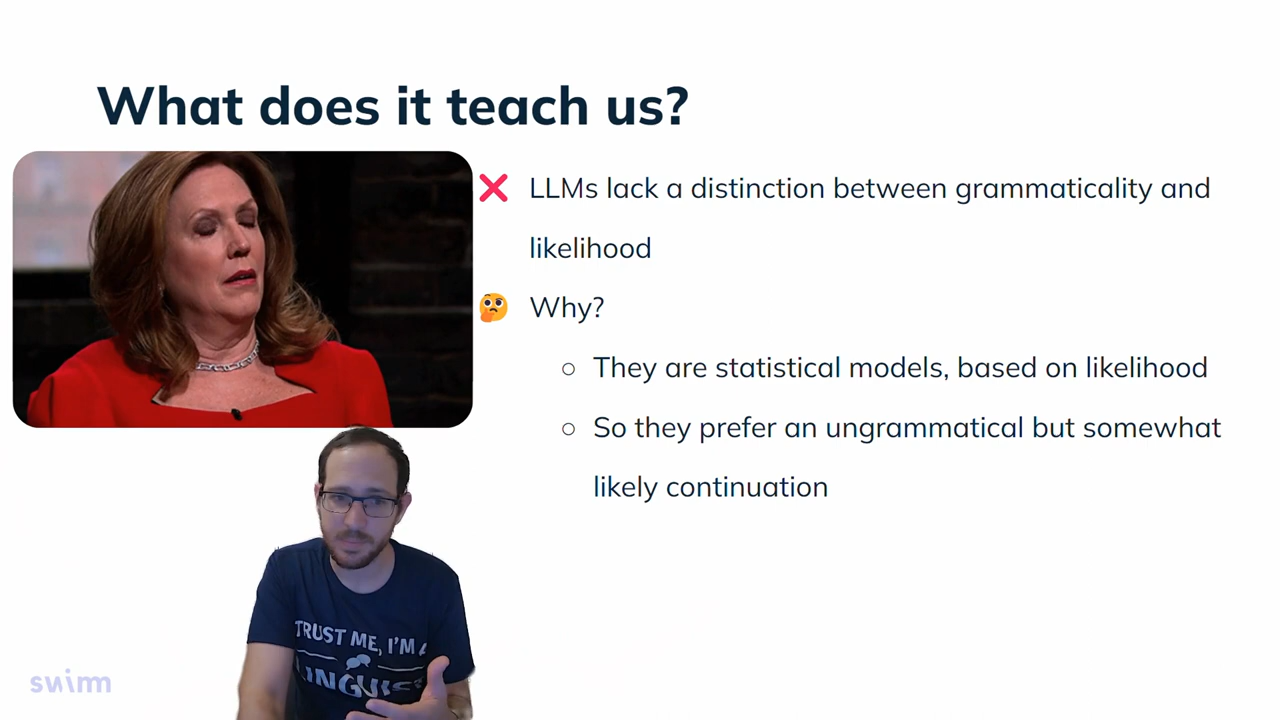 What does it teach us?
❌ LLMs lack a distinction between grammaticality and
likelihood
🤔 Why?
○ They are statistical models, based on likelihood
○ So they prefer an ungrammatical but somewhat
likely continuation
TRUST ME, I'M A
LINGUIST
swimm